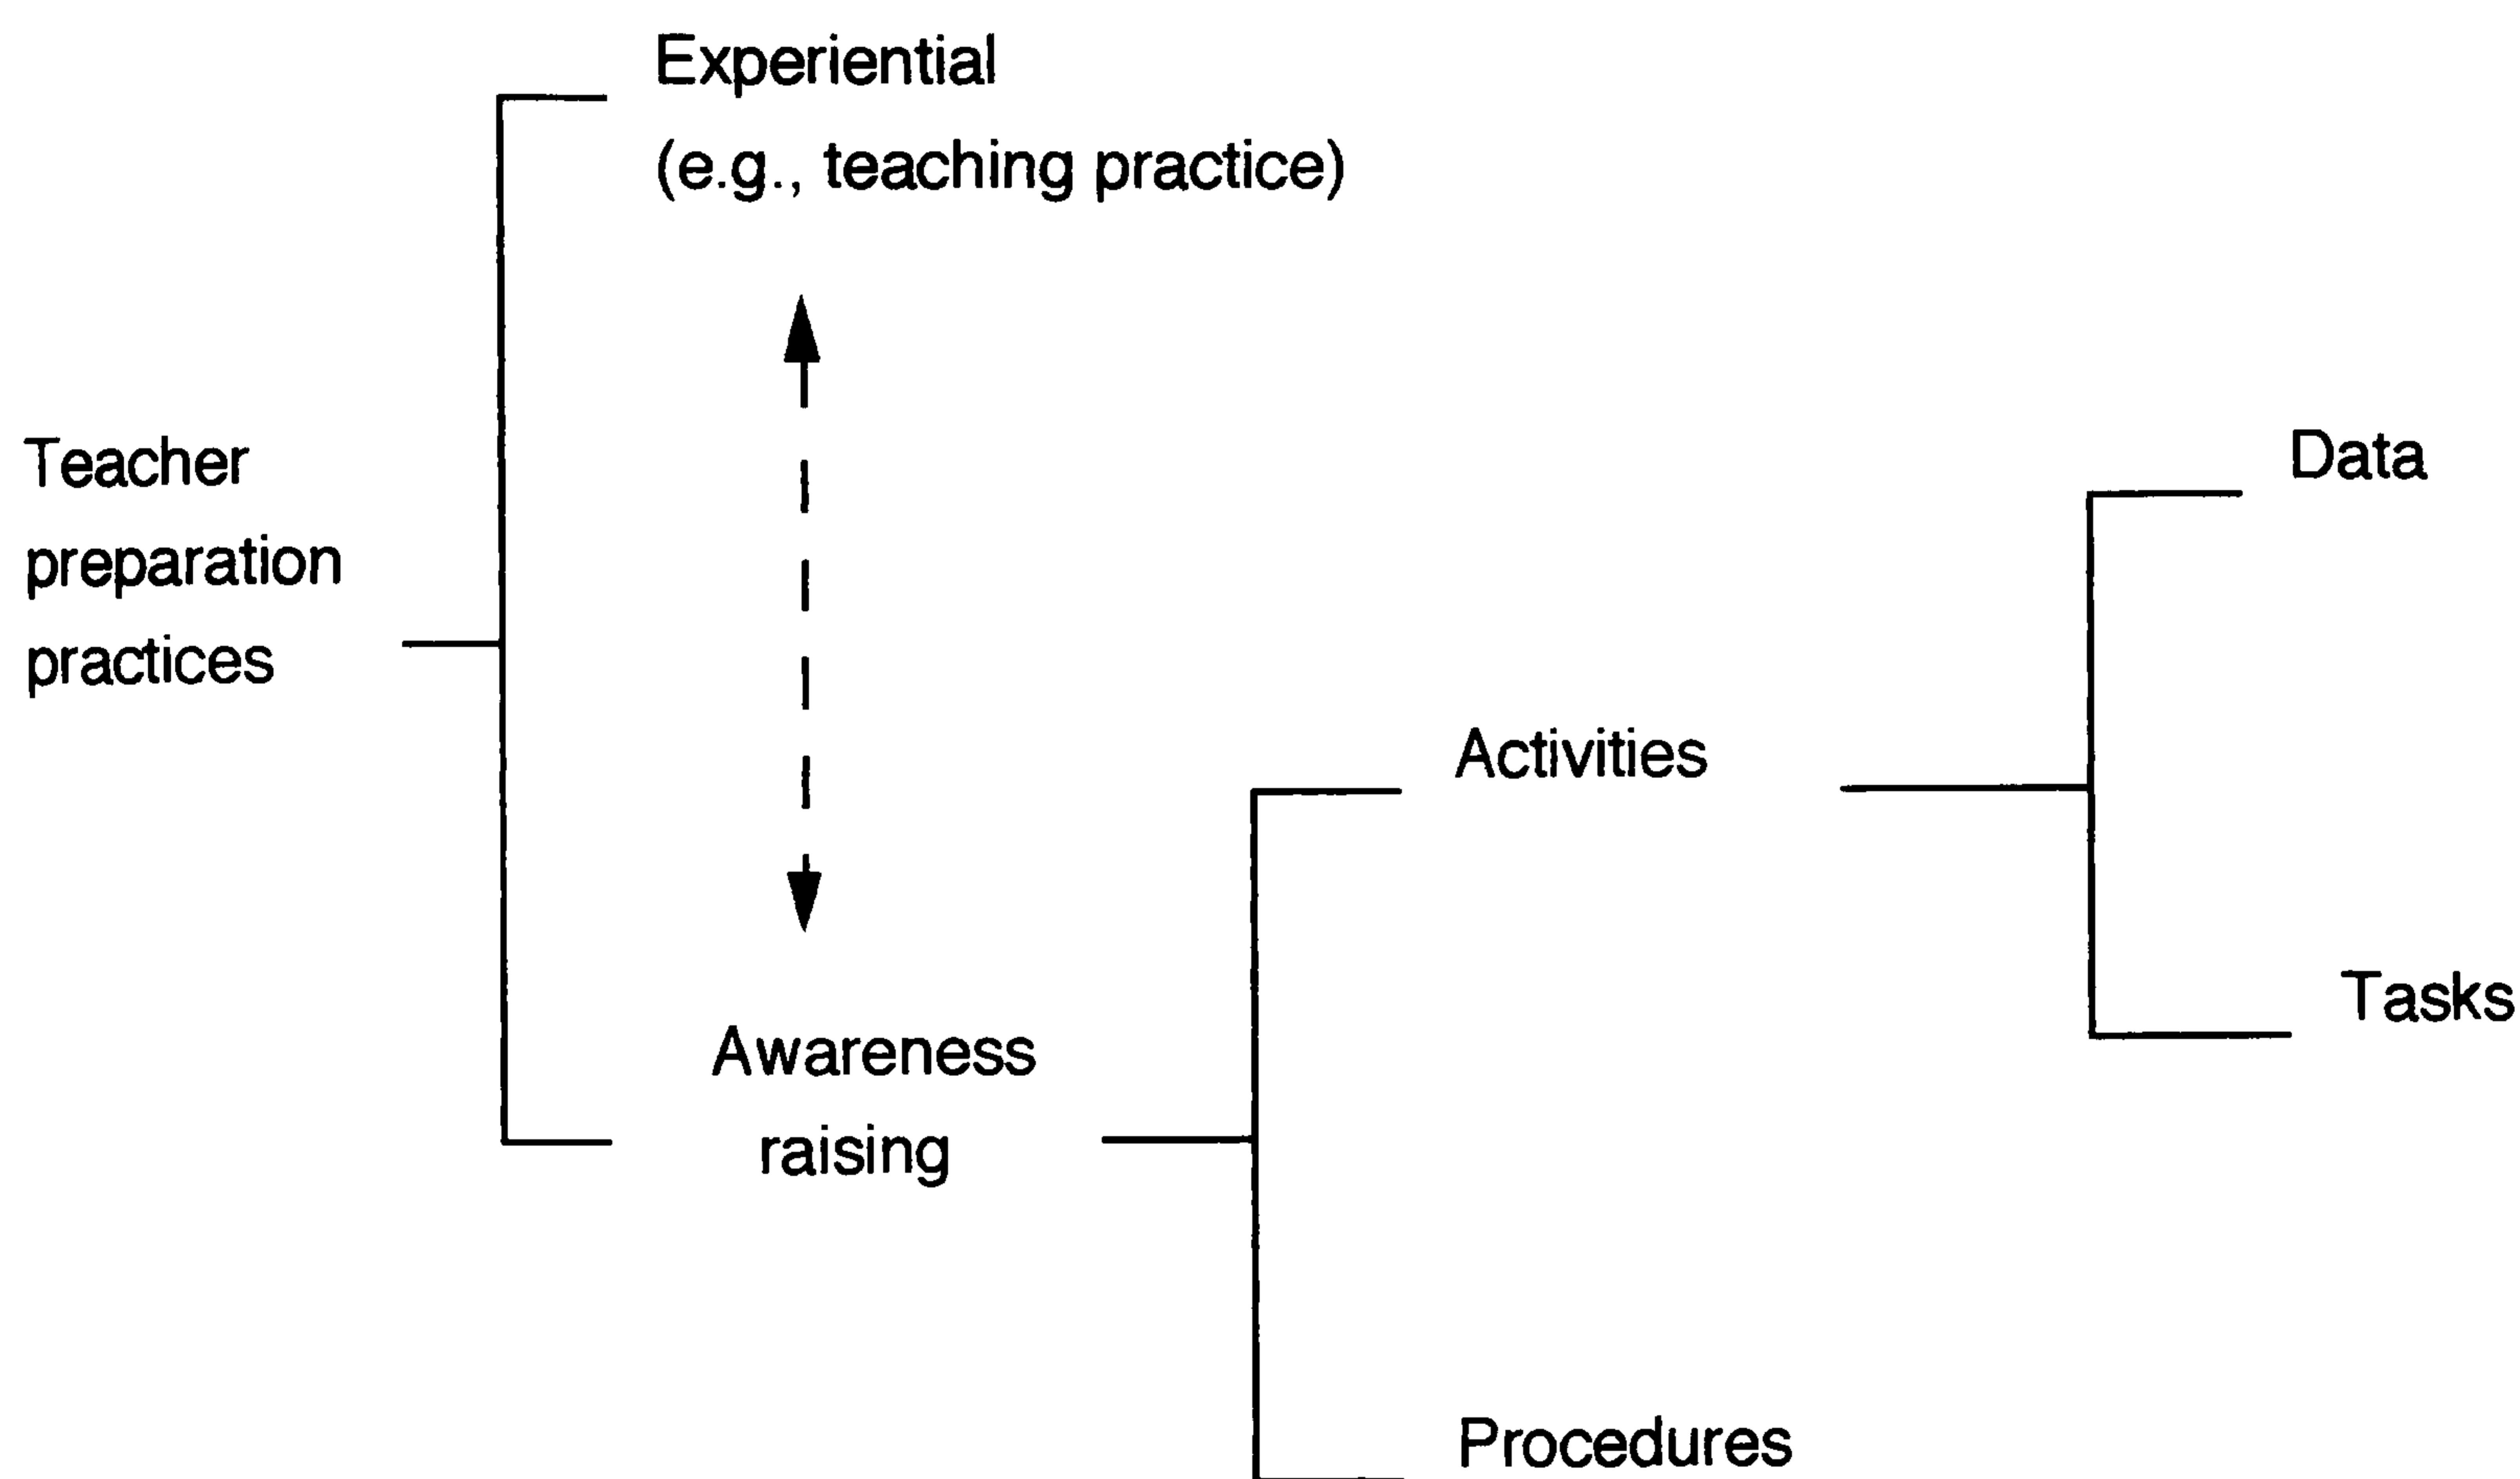 Experiential
(e.g., teaching practice)
Teacher
preparation
practices
Data
Activities
Tasks
Awareness
raising
Procedures